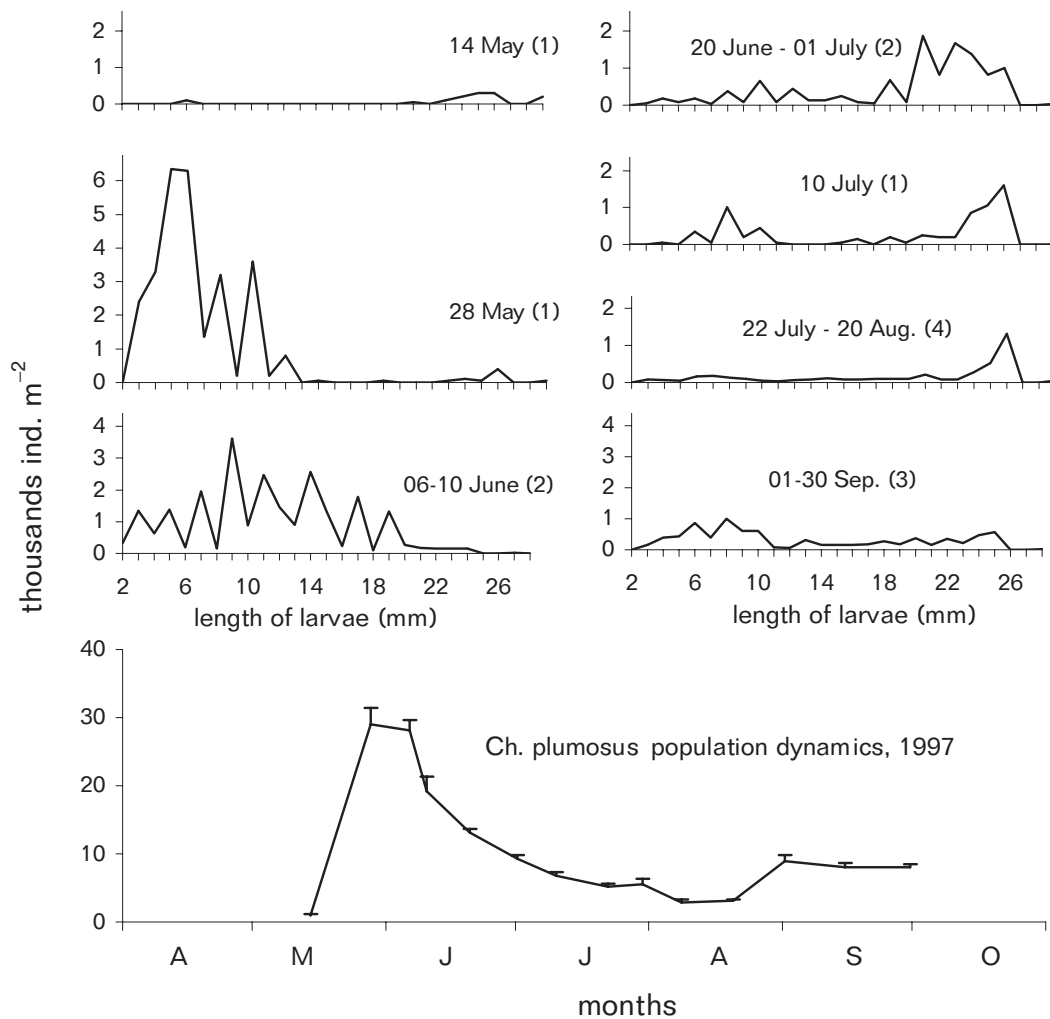 thousands ind. m⁻²
2
1
0
14 May (1)
6
5
4
3
2
1
0
28 May (1)
4
3
2
1
0
06-10 June (2)
2 6 10 14 18 22 26
length of larvae (mm)
2
1
0
20 June - 01 July (2)
2
1
0
10 July (1)
2
1
0
22 July - 20 Aug. (4)
4
3
2
1
0
01-30 Sep. (3)
2 6 10 14 18 22 26
length of larvae (mm)
40
30
20
10
0
Ch. plumosus population dynamics, 1997
A M J J A S O
months